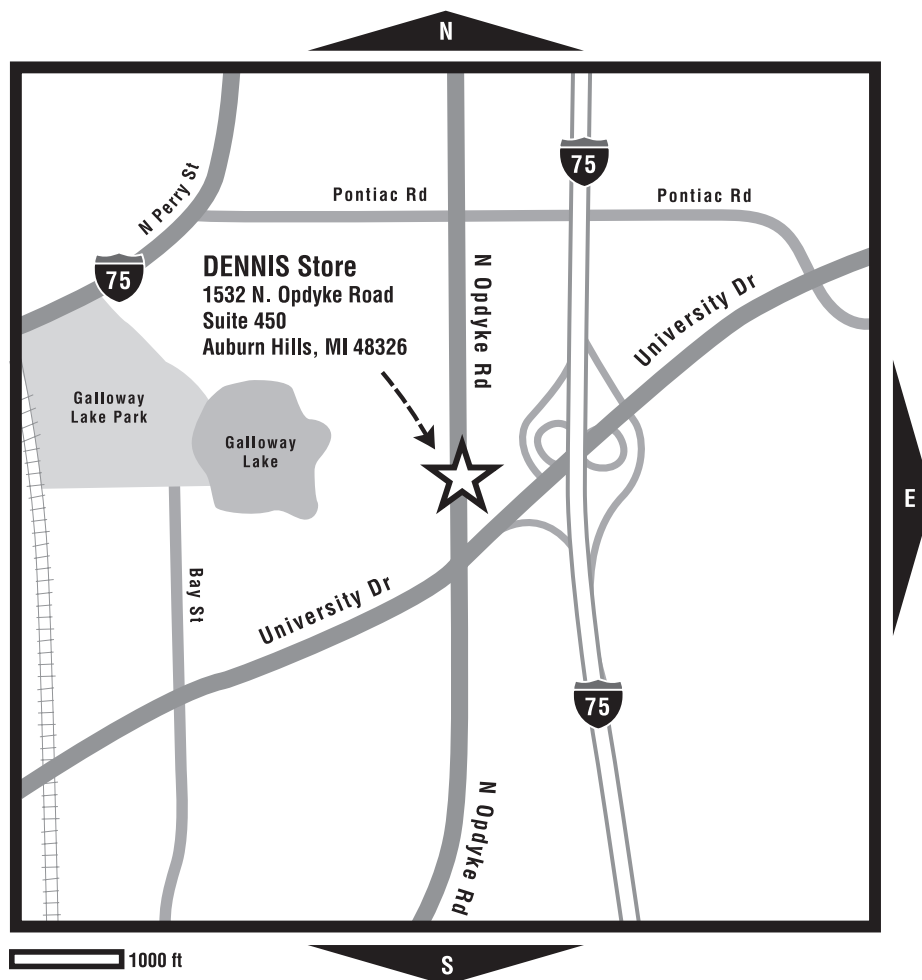 N
75
N Perry St
Pontiac Rd
Pontiac Rd
75
DENNIS Store
1532 N. Opdyke Road
Suite 450
Auburn Hills, MI 48326
N Opdyke Rd
University Dr
Galloway
Lake Park
Galloway
Lake
E
Bay St
University Dr
75
N Opdyke Rd
1000 ft
S